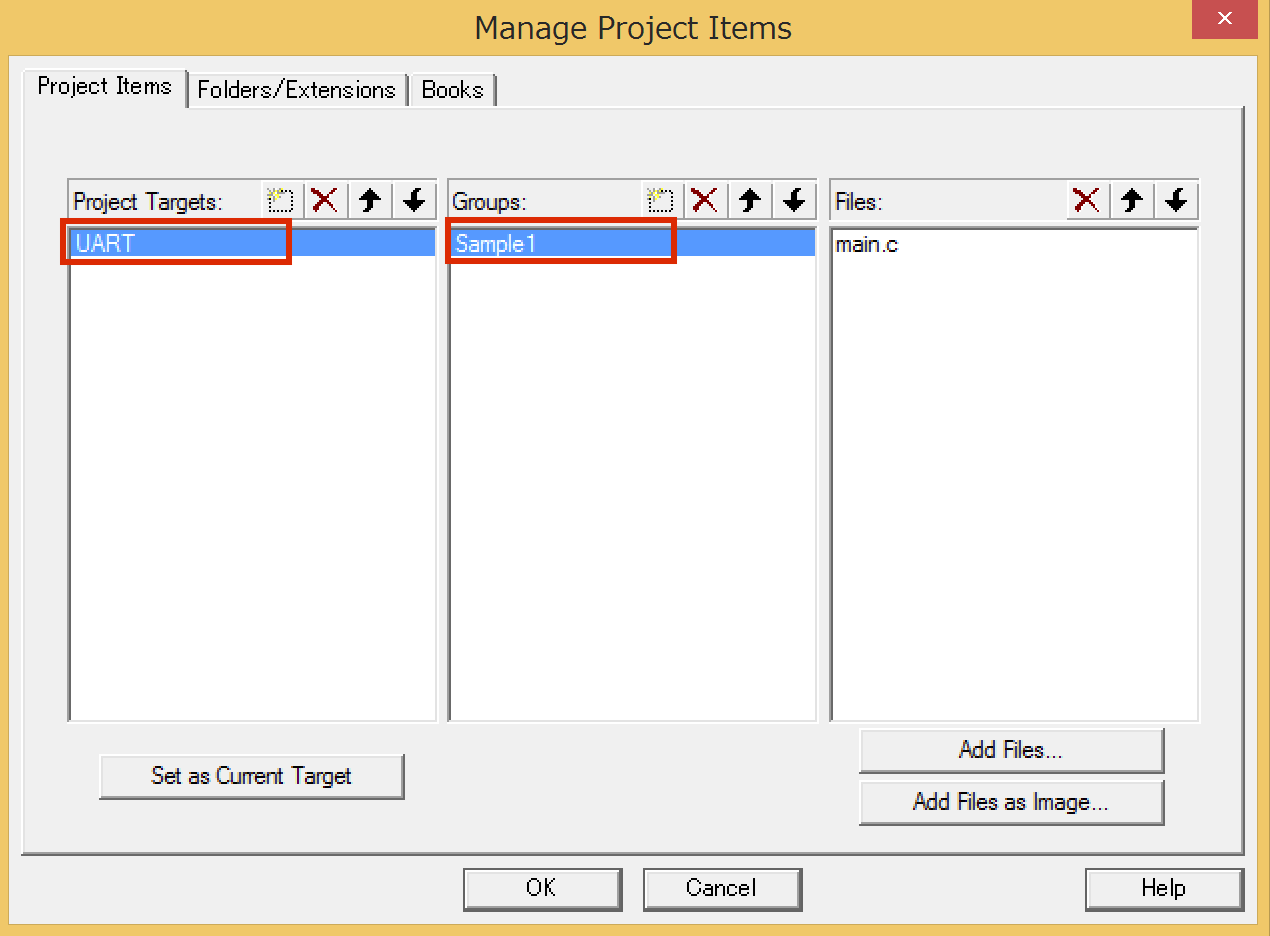 Manage Project Items
Project Items
Folders/Extensions
Books
Project Targets:
Groups:
Files:
UART
Sample1
main.c
Set as Current Target
Add Files...
Add Files as Image...
OK
Cancel
Help